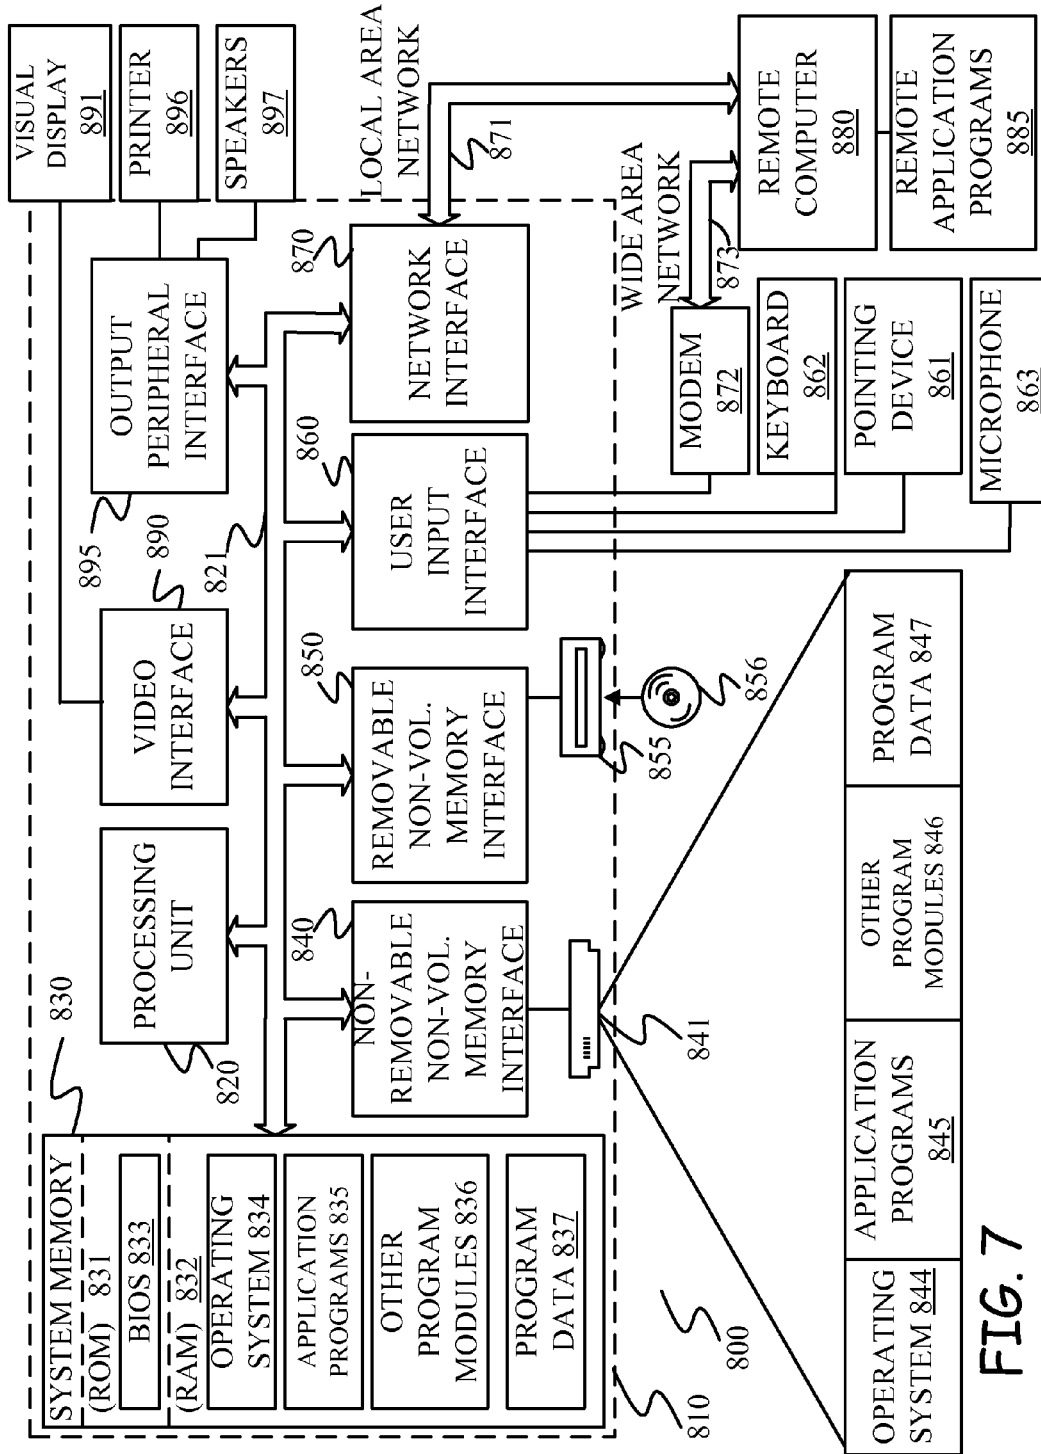 SYSTEM MEMORY
(ROM) 831
BIOS 833
(RAM) 832
OPERATING
SYSTEM 834
APPLICATION
PROGRAMS 835
OTHER
PROGRAM
MODULES 836
PROGRAM
DATA 837
830
PROCESSING
UNIT
820
VIDEO
INTERFACE
890
821
OUTPUT
PERIPHERAL
INTERFACE
895
VISUAL
DISPLAY
891
PRINTER
896
SPEAKERS
897
NON-
REMOVABLE
NON-VOL.
MEMORY
INTERFACE
840
REMOVABLE
NON-VOL.
MEMORY
INTERFACE
850
USER
INPUT
INTERFACE
860
NETWORK
INTERFACE
870
LOCAL AREA
NETWORK
871
WIDE AREA
NETWORK
873
841
855
856
MODEM
872
KEYBOARD
862
POINTING
DEVICE
861
MICROPHONE
863
REMOTE
COMPUTER
880
REMOTE
APPLICATION
PROGRAMS
885
810
800
OPERATING
SYSTEM 844
APPLICATION
PROGRAMS
845
OTHER
PROGRAM
MODULES 846
PROGRAM
DATA 847
FIG. 7